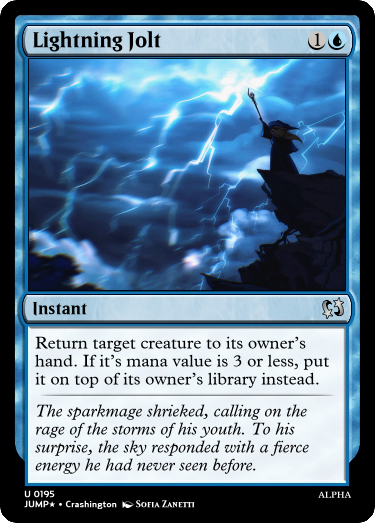 Lightning Jolt 1
Instant
Return target creature to its owner's
hand. If it's mana value is 3 or less, put
it on top of its owner's library instead.
The sparkmage shrieked, calling on the
rage of the storms of his youth. To his
surprise, the sky responded with a fierce
energy he had never seen before.
U 0195 ALPHA
JUMP★ • Crashington Sofia Zanetti